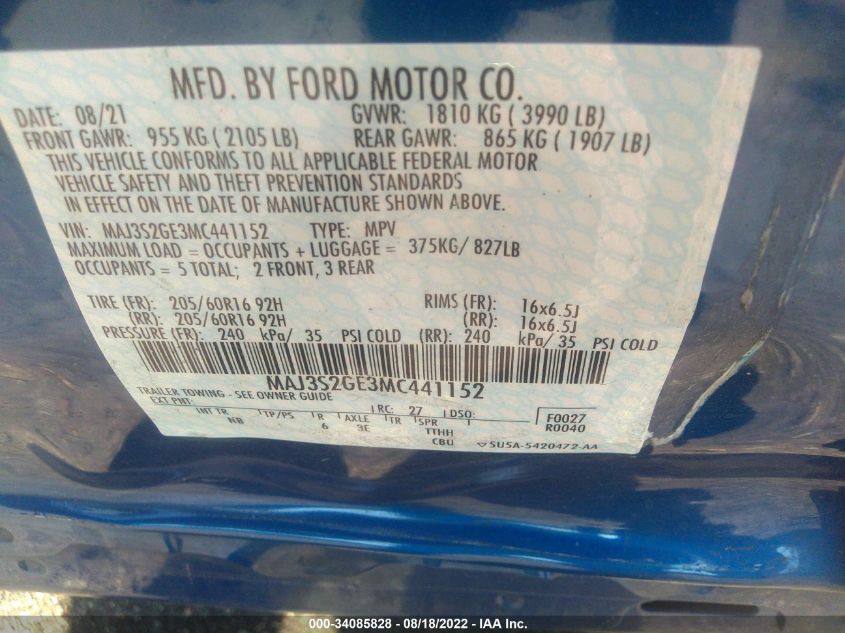 MFD. BY FORD MOTOR CO.
DATE: 08/21 GVWR: 1810 KG ( 3990 LB)
FRONT GAWR: 955 KG ( 2105 LB) REAR GAWR: 865 KG ( 1907 LB)
THIS VEHICLE CONFORMS TO ALL APPLICABLE FEDERAL MOTOR
VEHICLE SAFETY AND THEFT PREVENTION STANDARDS
IN EFFECT ON THE DATE OF MANUFACTURE SHOWN ABOVE.
VIN: MAJ3S2GE3MC441152 TYPE: MPV
MAXIMUM LOAD = OCCUPANTS + LUGGAGE = 375KG/ 827LB
OCCUPANTS = 5 TOTAL; 2 FRONT, 3 REAR
TIRE (FR): 205/60R16 92H RIMS (FR): 16x6.5J
(RR): 205/60R16 92H (RR): 16x6.5J
PRESSURE (FR): 240 kPa/ 35 PSI COLD (RR): 240 kPa/ 35 PSI COLD
MAJ3S2GE3MC441152
TRAILER TOWING - SEE OWNER GUIDE
EXT PNT: RC: 27 DSO: F0027
INT TR TP/PS R AXLE TR SPR R0040
NB 6 3E TTHH
CBU 5U5A-5420472-AA
000-34085828 - 08/18/2022 - IAA Inc.